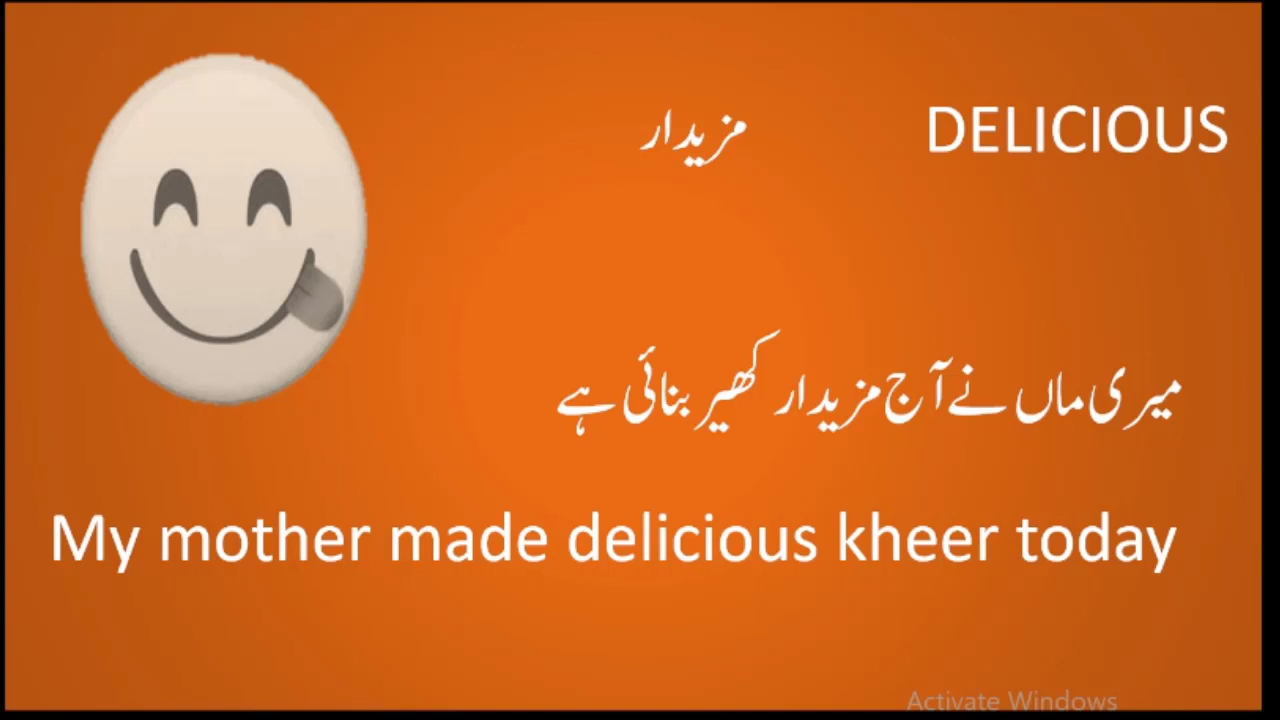 مزیدار DELICIOUS
میری ماں نے آج مزیدار کھیر بنائی ہے
My mother made delicious kheer today
Activate Windows